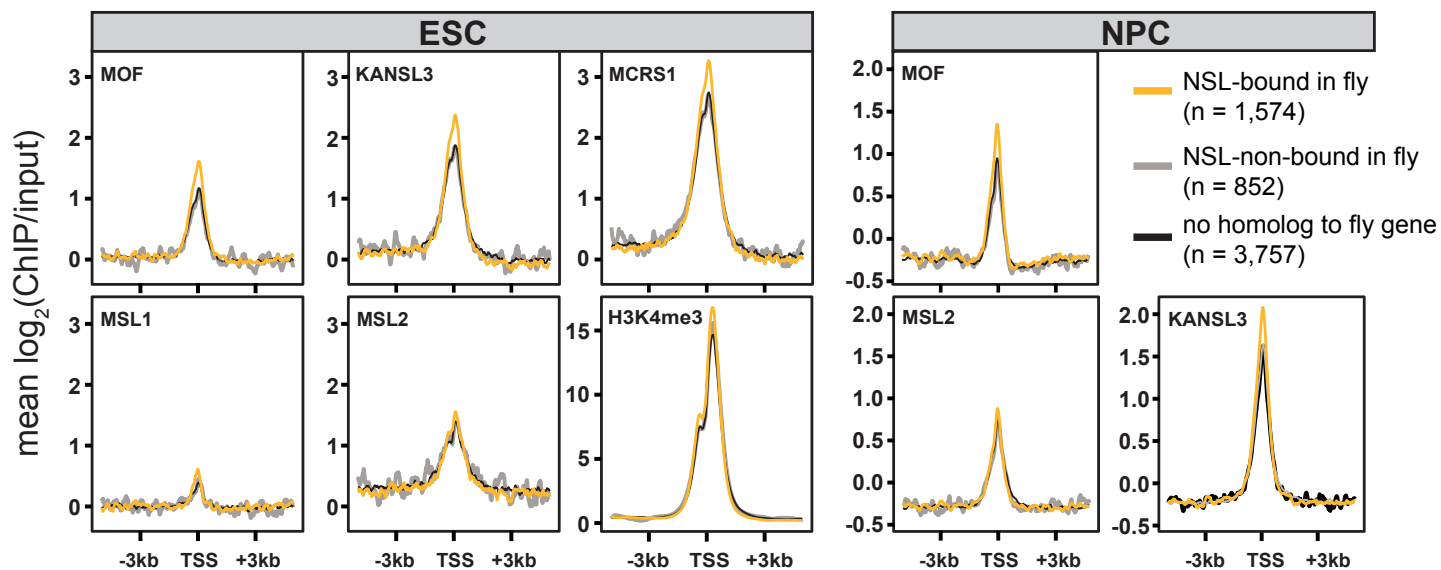 ESC
NPC
mean log2(ChIP/input)
MOF
3
2
1
0
KANSL3
3
2
1
0
MCRS1
3
2
1
0
MOF
2.0
1.5
1.0
0.5
0.0
-0.5
NSL-bound in fly
(n = 1,574)
NSL-non-bound in fly
(n = 852)
no homolog to fly gene
(n = 3,757)
MSL1
3
2
1
0
MSL2
3
2
1
0
H3K4me3
15
10
5
0
MSL2
2.0
1.5
1.0
0.5
0.0
-0.5
KANSL3
2.0
1.5
1.0
0.5
0.0
-0.5
-3kb TSS +3kb
-3kb TSS +3kb
-3kb TSS +3kb
-3kb TSS +3kb
-3kb TSS +3kb